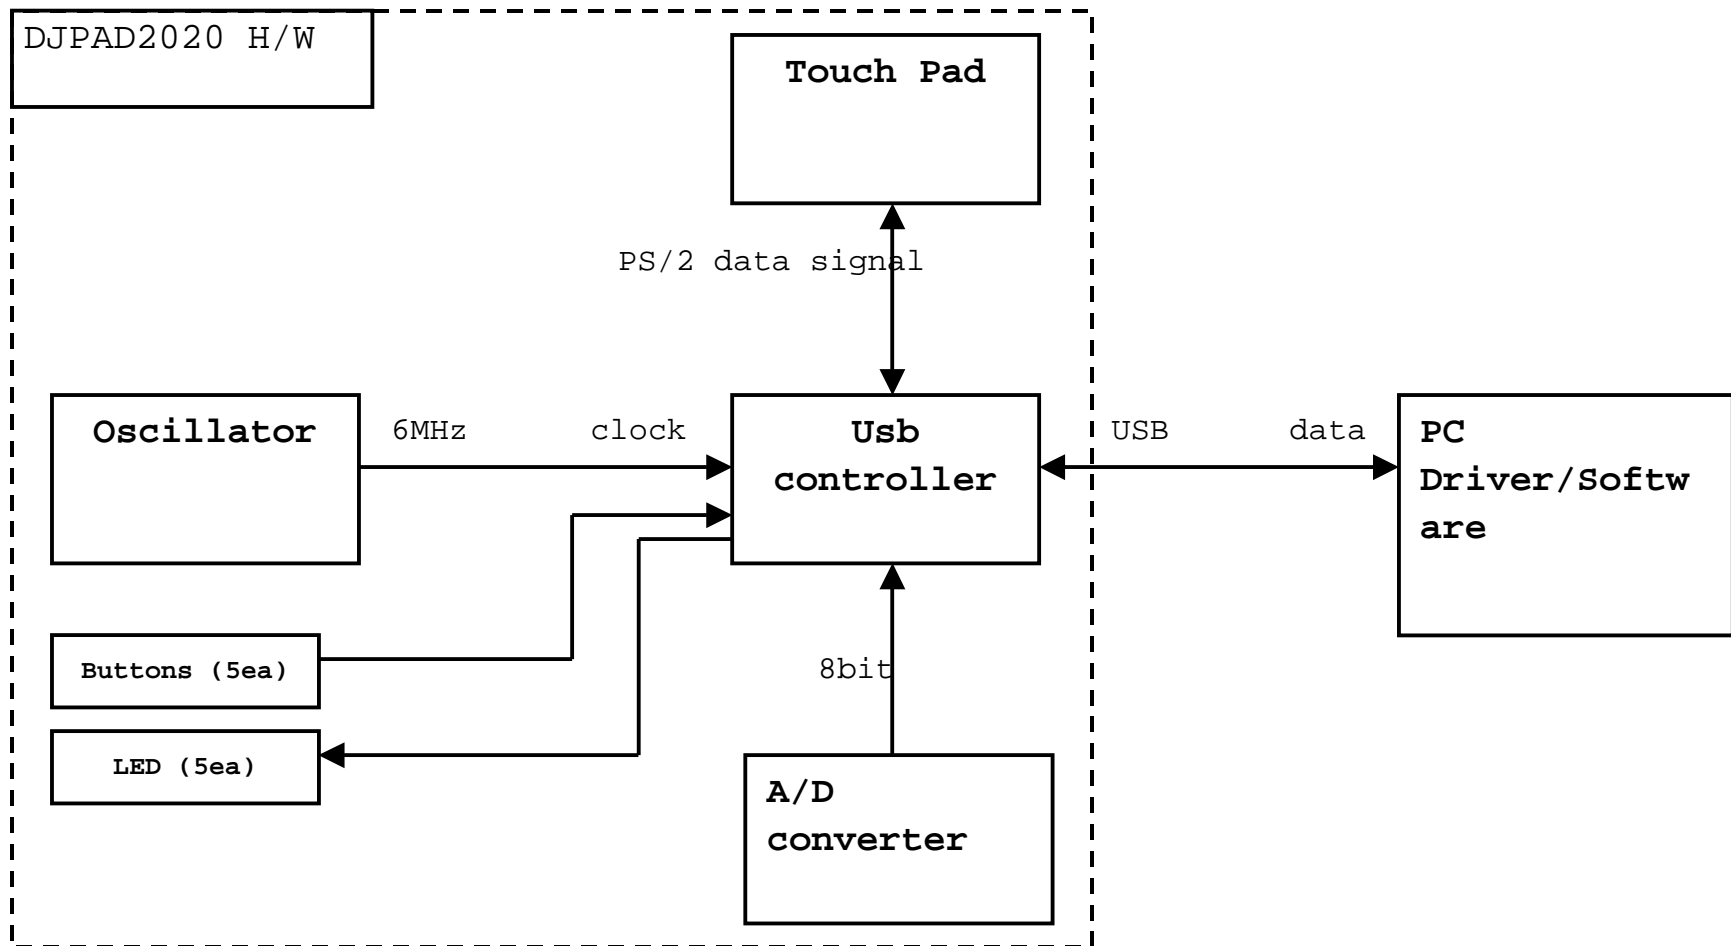 DJPAD2020 H/W
Touch Pad
PS/2 data signal
Oscillator
6MHz clock
Usb
controller
USB data
PC
Driver/Softw
are
Buttons (5ea)
8bit
LED (5ea)
A/D
converter